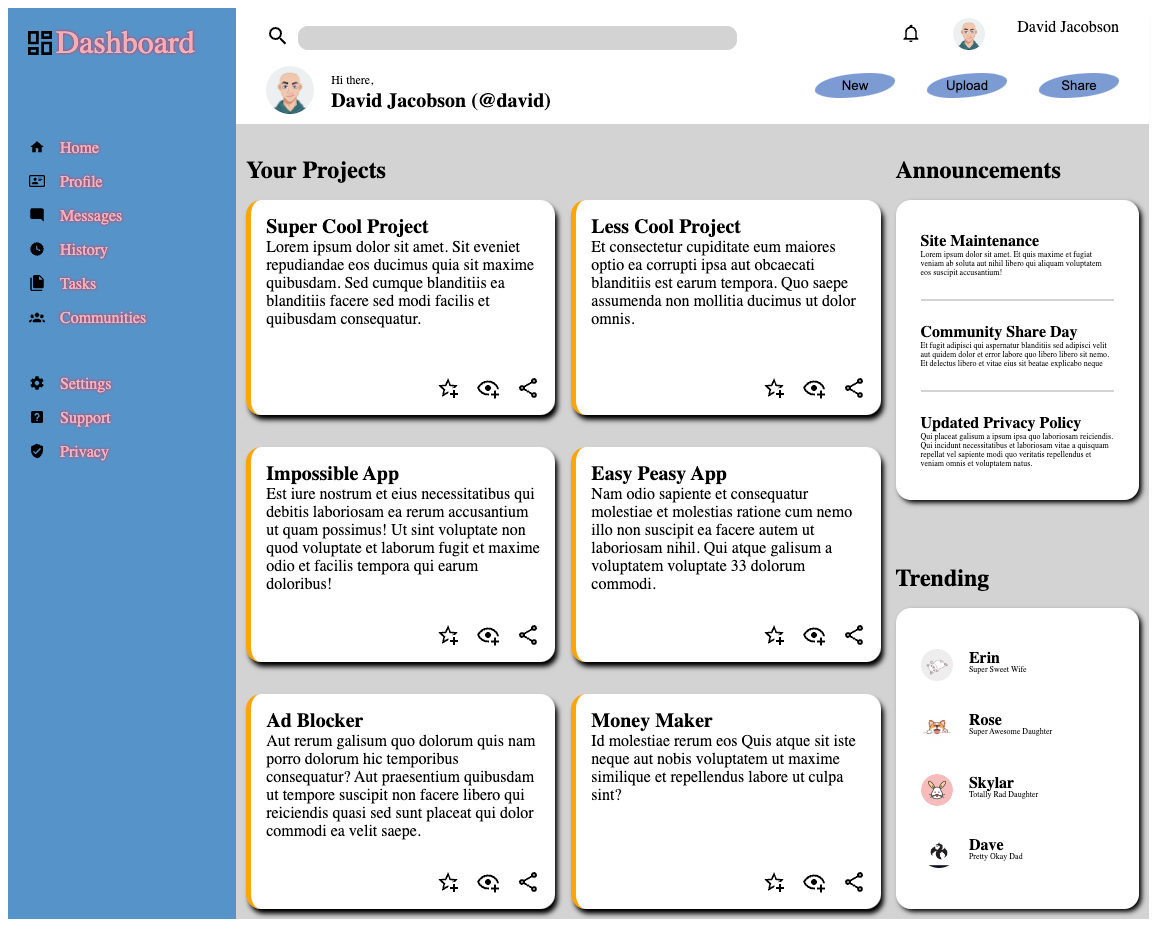 Dashboard
Home
Profile
Messages
History
Tasks
Communities
Settings
Support
Privacy
David Jacobson
Hi there,
David Jacobson (@david)
New
Upload
Share
Your Projects
Super Cool Project
Lorem ipsum dolor sit amet. Sit eveniet
repudiandae eos ducimus quia sit maxime
quibusdam. Sed cumque blanditiis ea
blanditiis facere sed modi facilis et
quibusdam consequatur.
Less Cool Project
Et consectetur cupiditate eum maiores
optio ea corrupti ipsa aut obcaecati
blanditiis est earum tempora. Quo saepe
assumenda non mollitia ducimus ut dolor
omnis.
Impossible App
Est iure nostrum et eius necessitatibus qui
debitis laboriosam ea rerum accusantium
ut quam possimus! Ut sint voluptate non
quod voluptate et laborum fugit et maxime
odio et facilis tempora qui earum
doloribus!
Easy Peasy App
Nam odio sapiente et consequatur
molestiae et molestias ratione cum nemo
illo non suscipit ea facere autem ut
laboriosam nihil. Qui atque galisum a
voluptatem voluptate 33 dolorum
commodi.
Ad Blocker
Aut rerum galisum quo dolorum quis nam
porro dolorum hic temporibus
consequatur? Aut praesentium quibusdam
ut tempore suscipit non facere libero qui
reiciendis quasi sed sunt placeat qui dolor
commodi ea velit saepe.
Money Maker
Id molestiae rerum eos Quis atque sit iste
neque aut nobis voluptatem ut maxime
similique et repellendus labore ut culpa
sint?
Announcements
Site Maintenance
Lorem ipsum dolor sit amet. Et quis maxime et fugiat
veniam ab soluta aut nihil libero qui aliquam voluptatem
eos suscipit accusantium!
Community Share Day
Et fugit adipisci qui aspernatur blanditiis sed adipisci velit
aut quidem dolor et error labore quo libero libero sit nemo.
Et delectus libero et vitae eius sit beatae explicabo neque
Updated Privacy Policy
Qui placeat galisum a ipsum ipsa quo laboriosam reiciendis.
Qui incidunt necessitatibus et laboriosam vitae a quisquam
repellat vel sapiente modi quo veritatis repellendus et
veniam omnis et voluptatem natus.
Trending
Erin
Super Sweet Wife
Rose
Super Awesome Daughter
Skylar
Totally Rad Daughter
Dave
Pretty Okay Dad